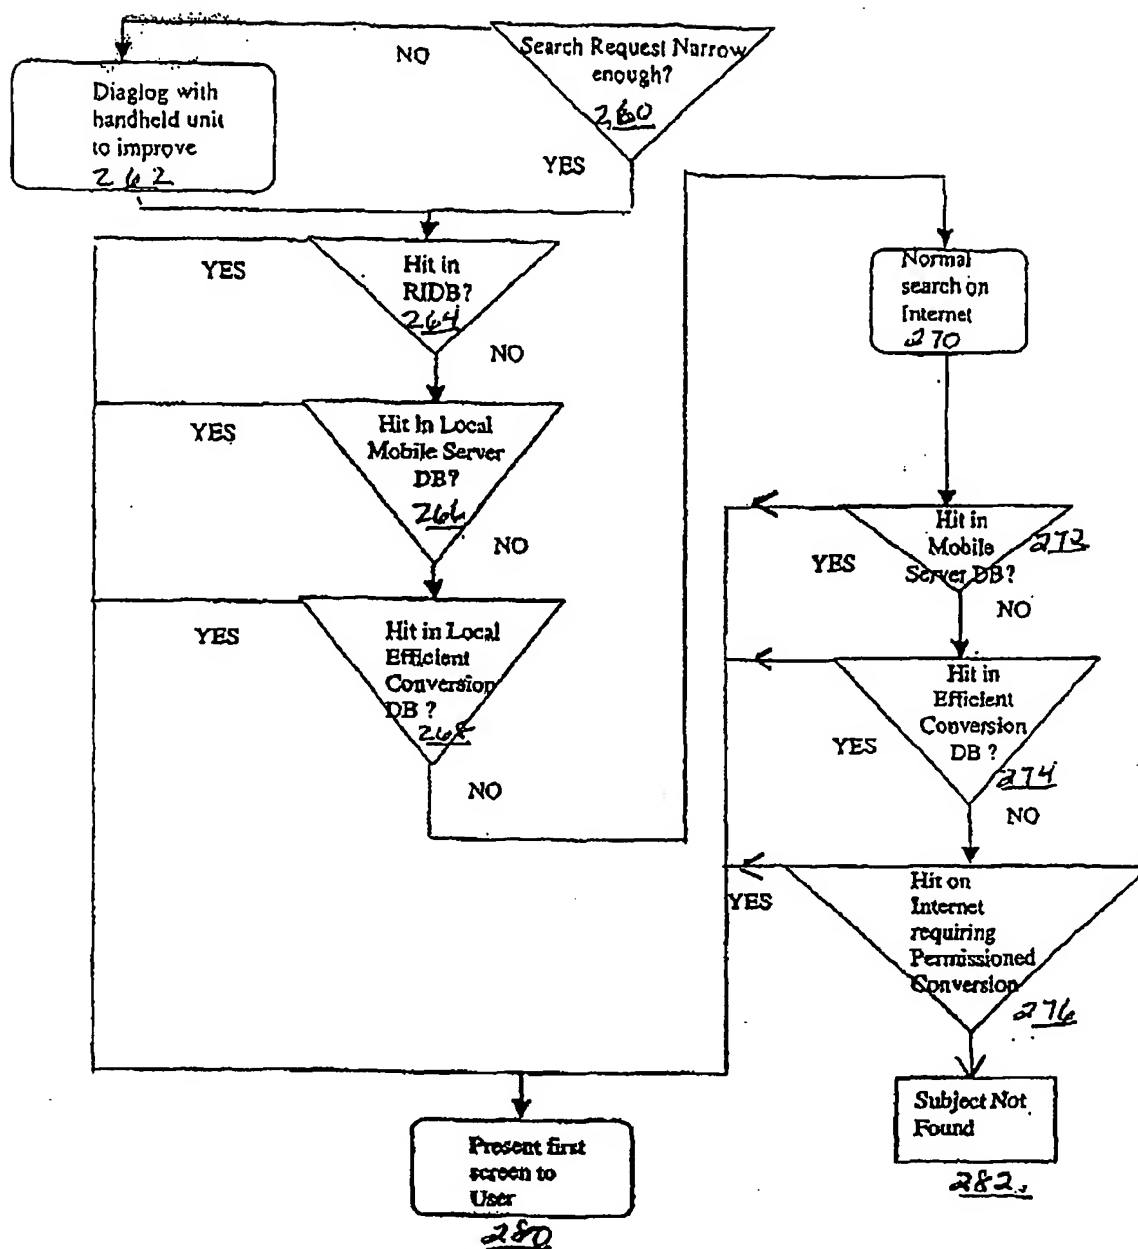 NO
Search Request Narrow
enough?
260
YES
Diaglog with
handheld unit
to improve
262
YES
Hit in
RIDB?
264
NO
Normal
search on
Internet
270
YES
Hit in Local
Mobile Server
DB?
266
NO
YES
Hit in
Mobile
Server DB?
272
NO
YES
Hit in Local
Efficient
Conversion
DB ?
268
NO
YES
Hit in
Efficient
Conversion
DB ?
274
NO
YES
Hit on
Internet
requiring
Permissioned
Conversion
276
Present first
screen to
User
280
Subject Not
Found
282